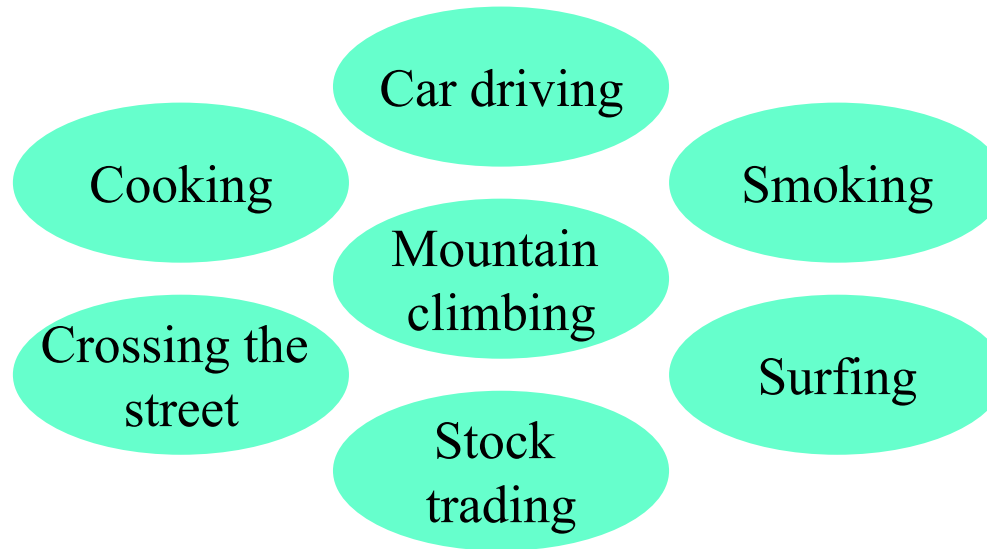 Car driving
Cooking
Smoking
Mountain
climbing
Crossing the
street
Surfing
Stock
trading